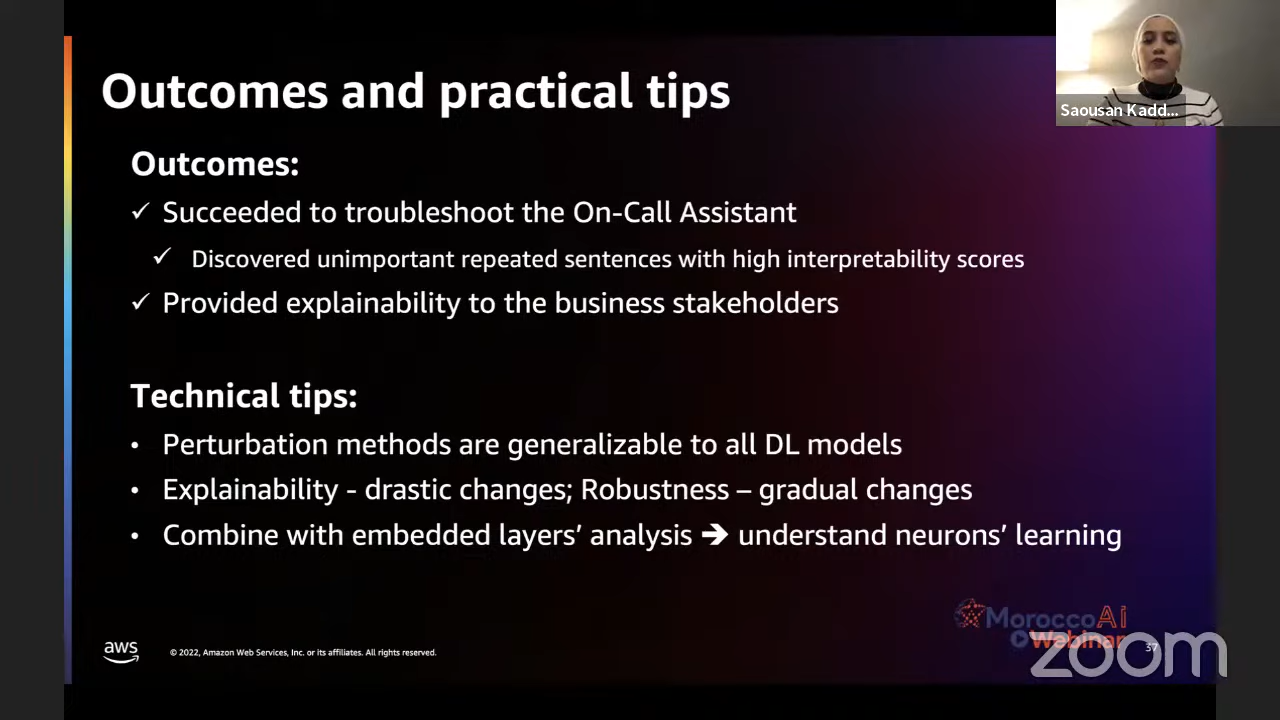 Outcomes and practical tips
Saousan Kadd...
Outcomes:
✓ Succeeded to troubleshoot the On-Call Assistant
✓ Discovered unimportant repeated sentences with high interpretability scores
✓ Provided explainability to the business stakeholders
Technical tips:
• Perturbation methods are generalizable to all DL models
• Explainability - drastic changes; Robustness – gradual changes
• Combine with embedded layers’ analysis ➔ understand neurons’ learning
MoroccoAi
Webinar
aws
© 2022, Amazon Web Services, Inc. or its affiliates. All rights reserved.
37
zoom